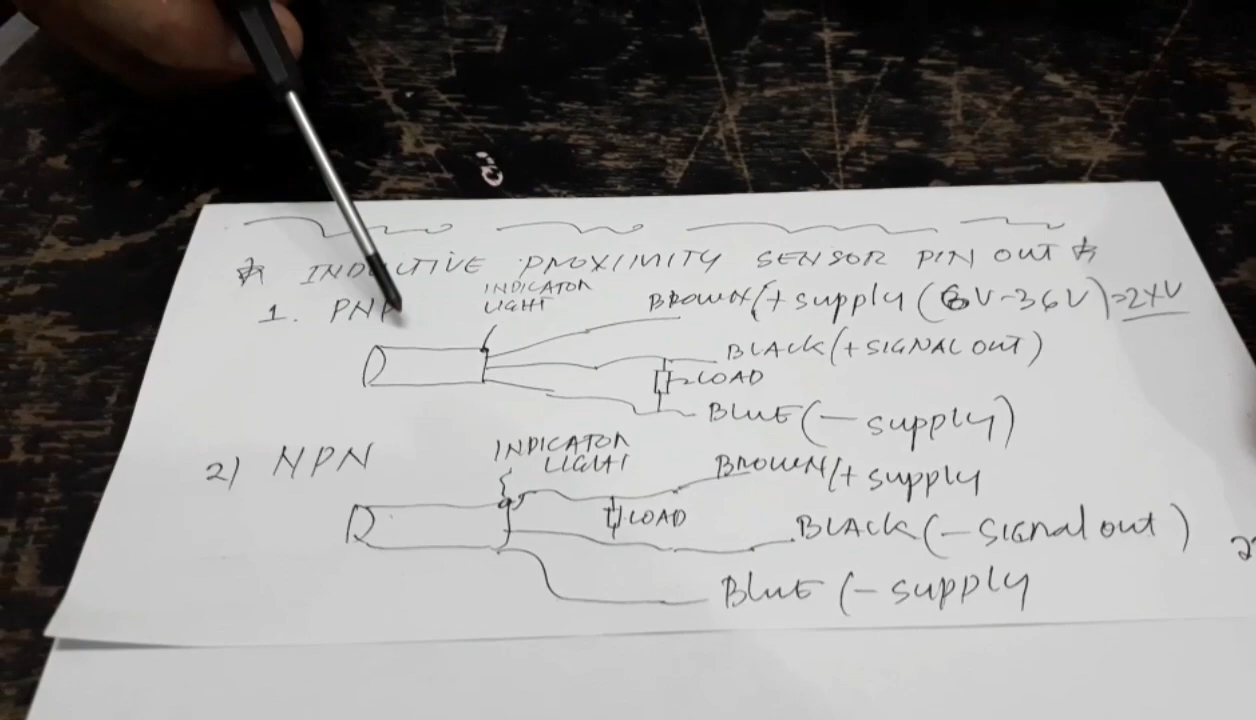 * INDUCTIVE PROXIMITY SENSOR PIN OUT *
1. PNP
INDICATOR
LIGHT
BROWN/+ supply (6V-36V)=24V
BLACK (+SIGNAL OUT)
LOAD
BLUE (- supply)
2) NPN
INDICATOR
LIGHT
BROWN/+ supply
LOAD
BLACK (-SIGNAL out)
BLUE (- supply